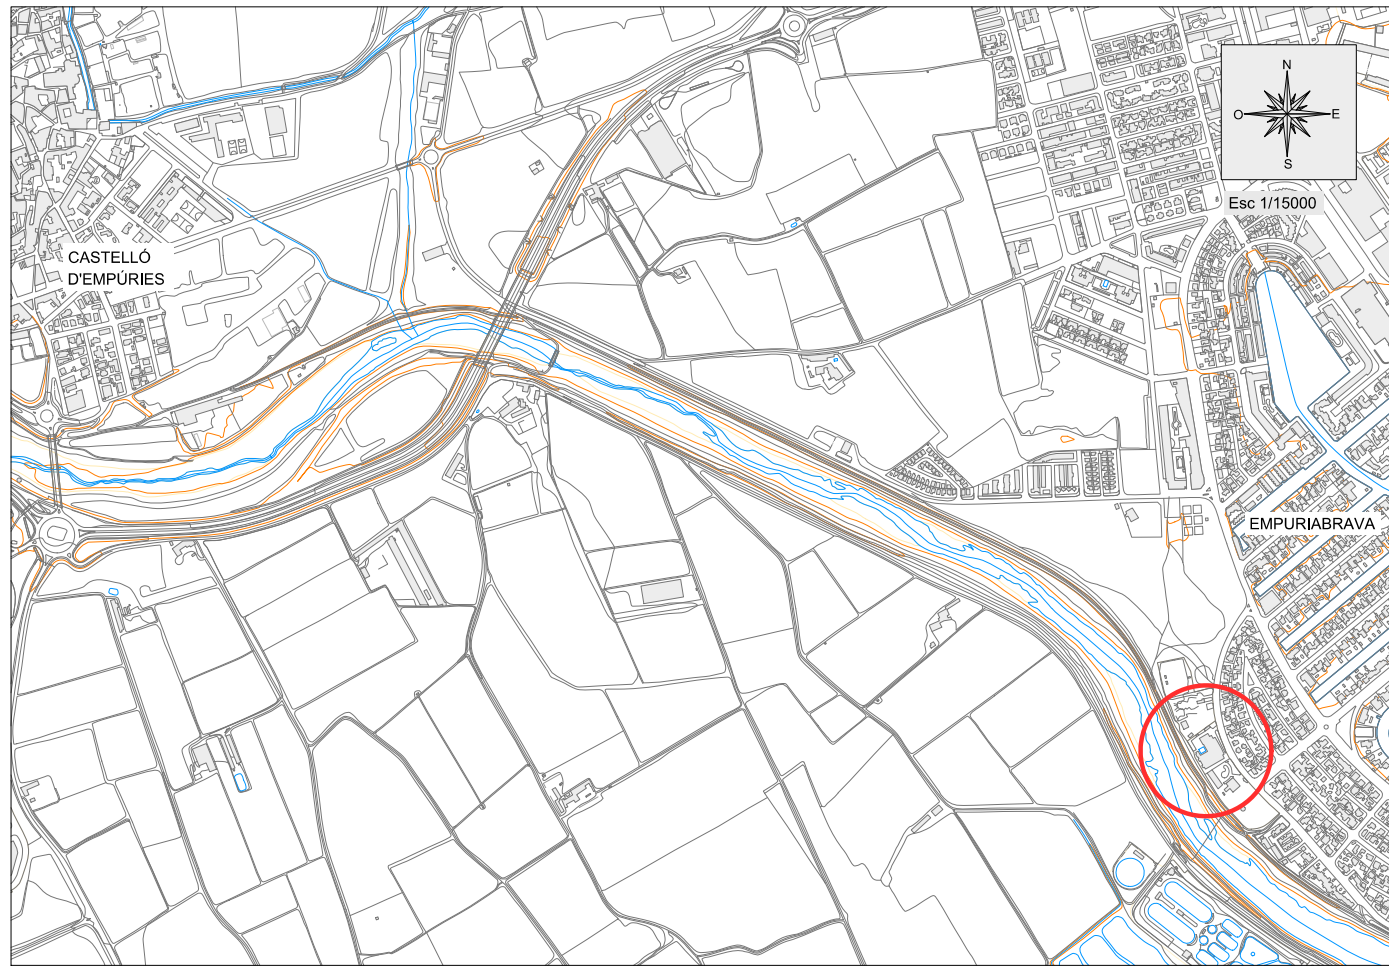 N
O
E
S
Esc 1/15000
CASTELLÓ
D'EMPÚRIES
EMPURIABRAVA